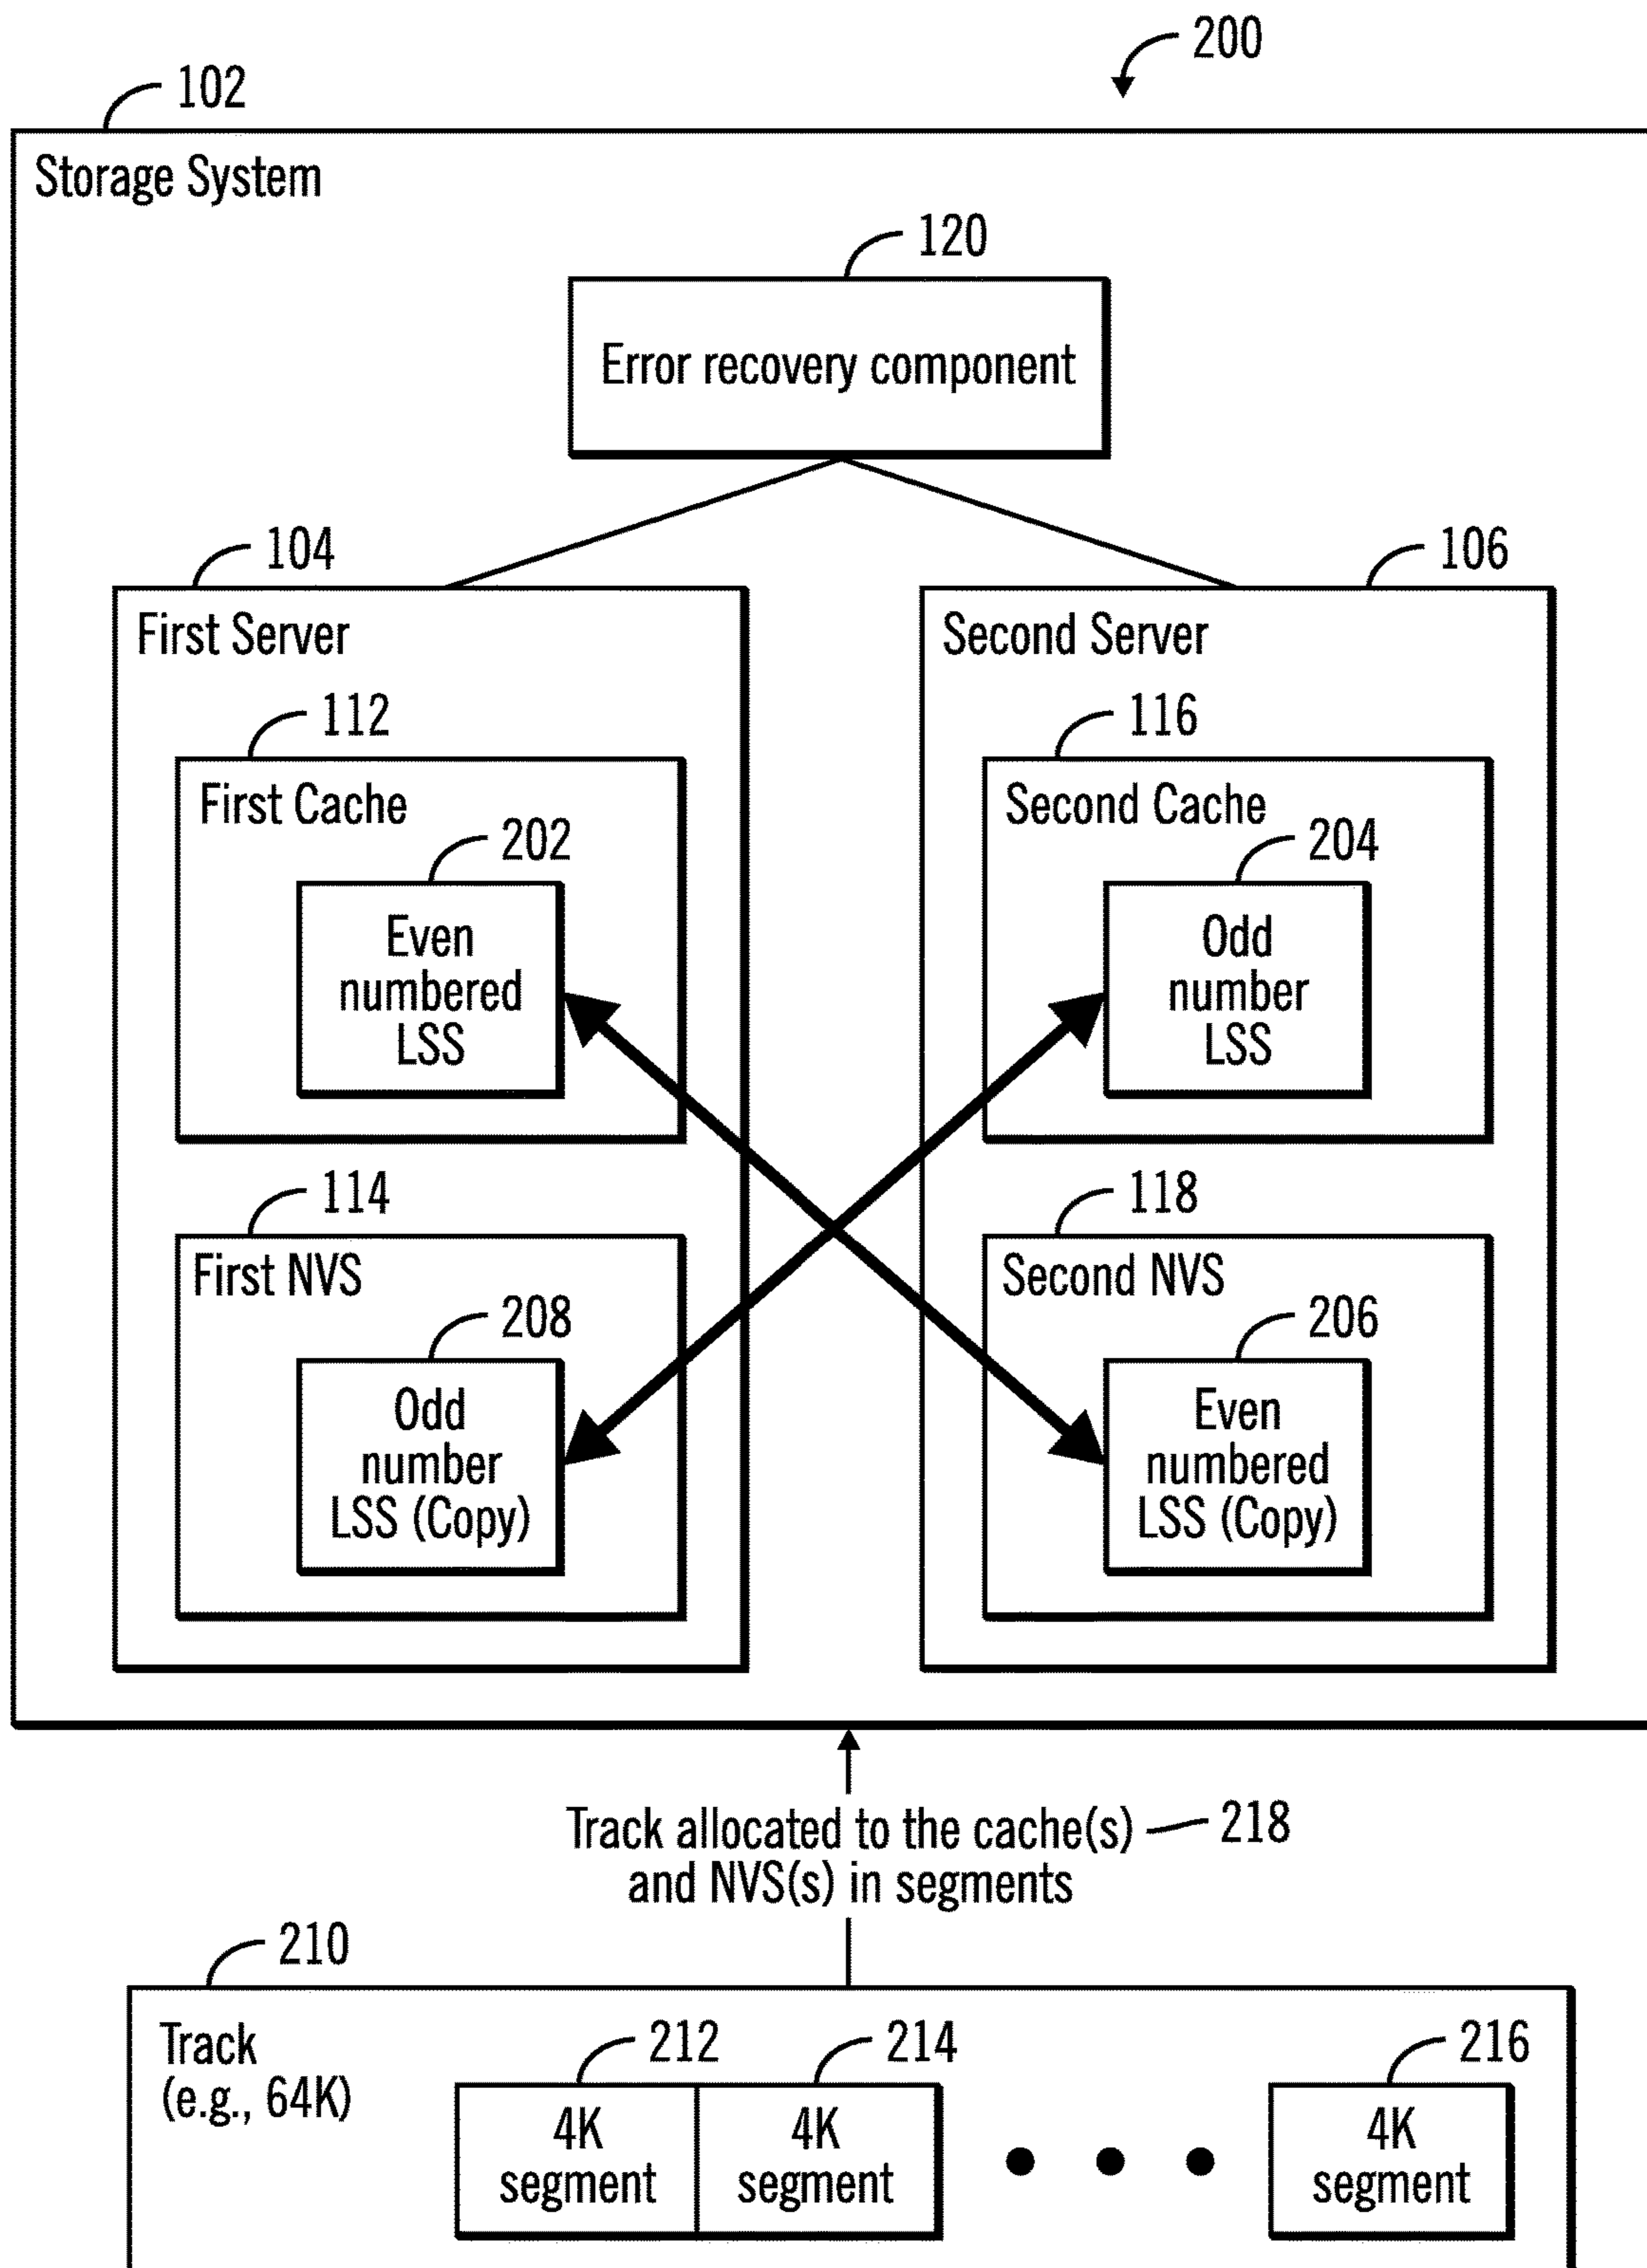 200
102
Storage System
120
Error recovery component
104
106
First Server
Second Server
112
116
First Cache
Second Cache
202
204
Even
numbered
LSS
Odd
number
LSS
114
118
First NVS
Second NVS
208
206
Odd
number
LSS (Copy)
Even
numbered
LSS (Copy)
Track allocated to the cache(s)
and NVS(s) in segments
218
210
Track
(e.g., 64K)
212
214
216
4K
segment
4K
segment
4K
segment